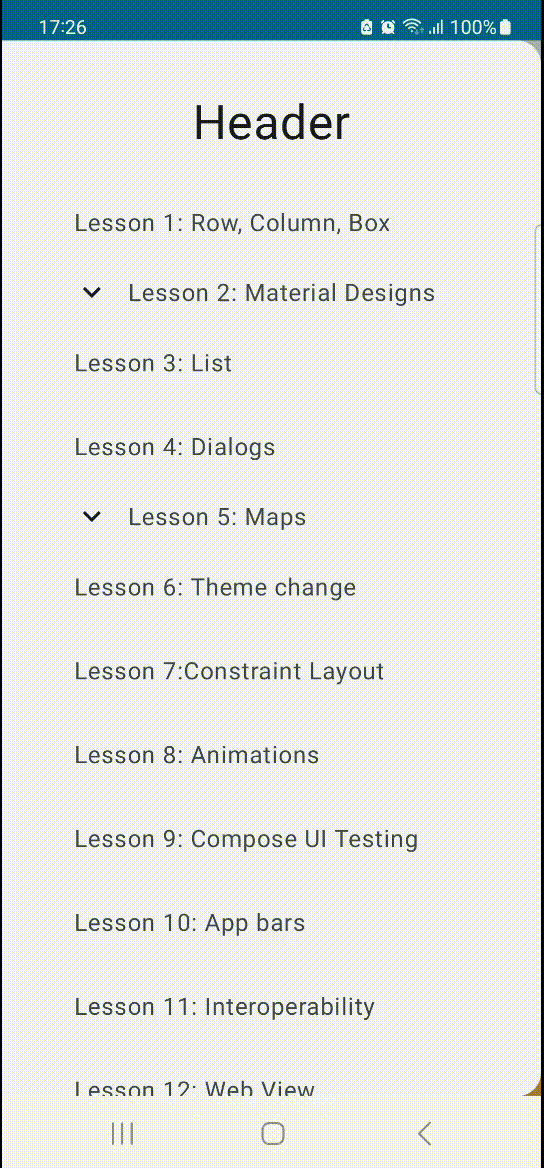 17:26
100%
Header
Lesson 1: Row, Column, Box
Lesson 2: Material Designs
Lesson 3: List
Lesson 4: Dialogs
Lesson 5: Maps
Lesson 6: Theme change
Lesson 7:Constraint Layout
Lesson 8: Animations
Lesson 9: Compose UI Testing
Lesson 10: App bars
Lesson 11: Interoperability
Lesson 12: Web View